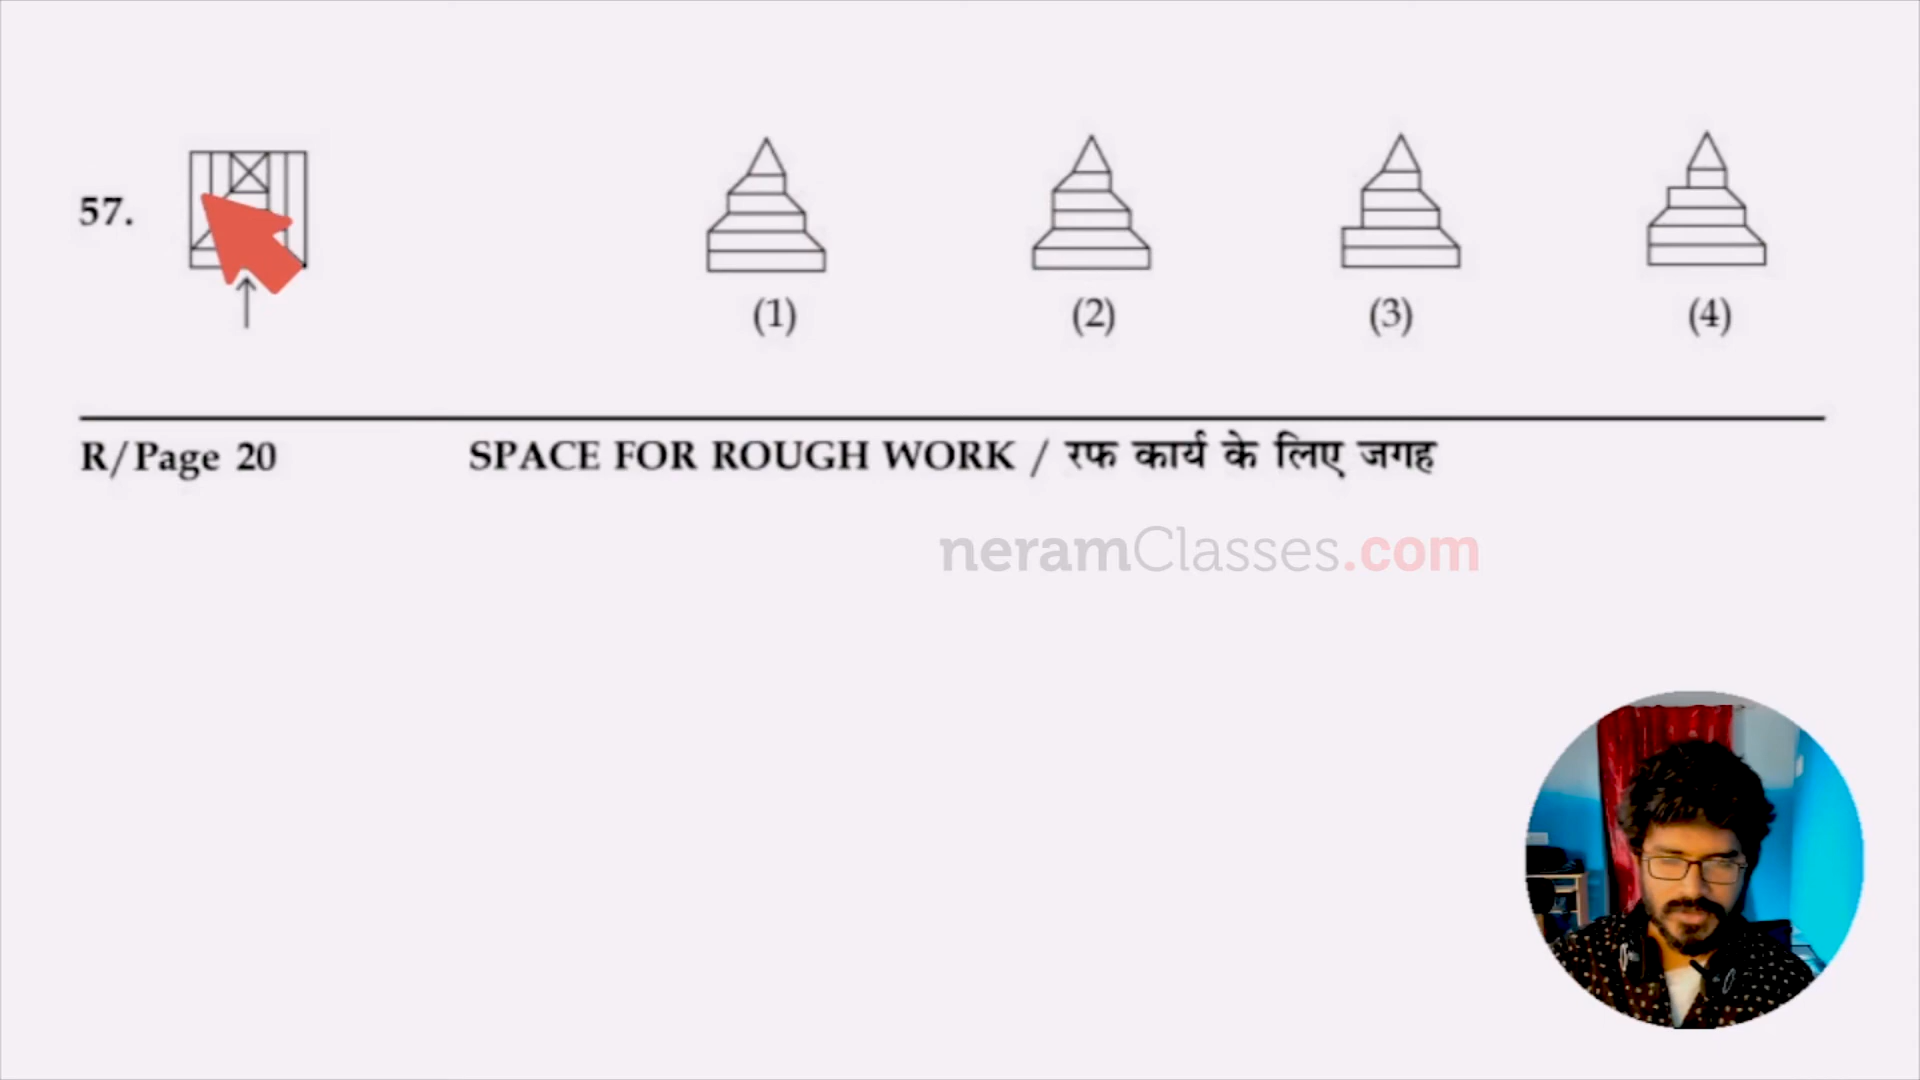 57.
(1) (2) (3) (4)
R/Page 20 SPACE FOR ROUGH WORK / रफ कार्य के लिए जगह
neramClasses.com